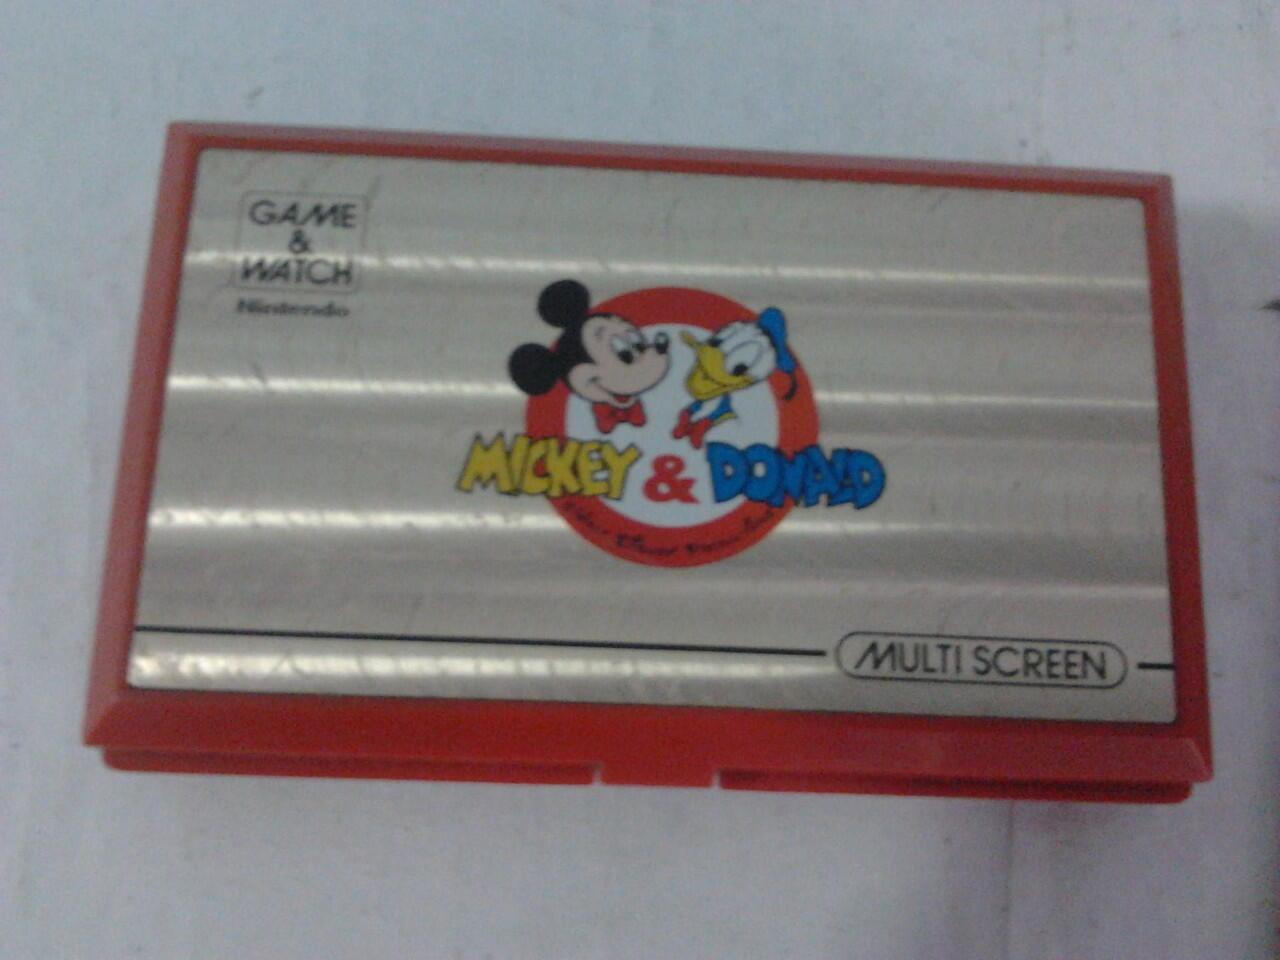 GAME
&
WATCH
Nintendo
MICKEY & DONALD
MULTI SCREEN